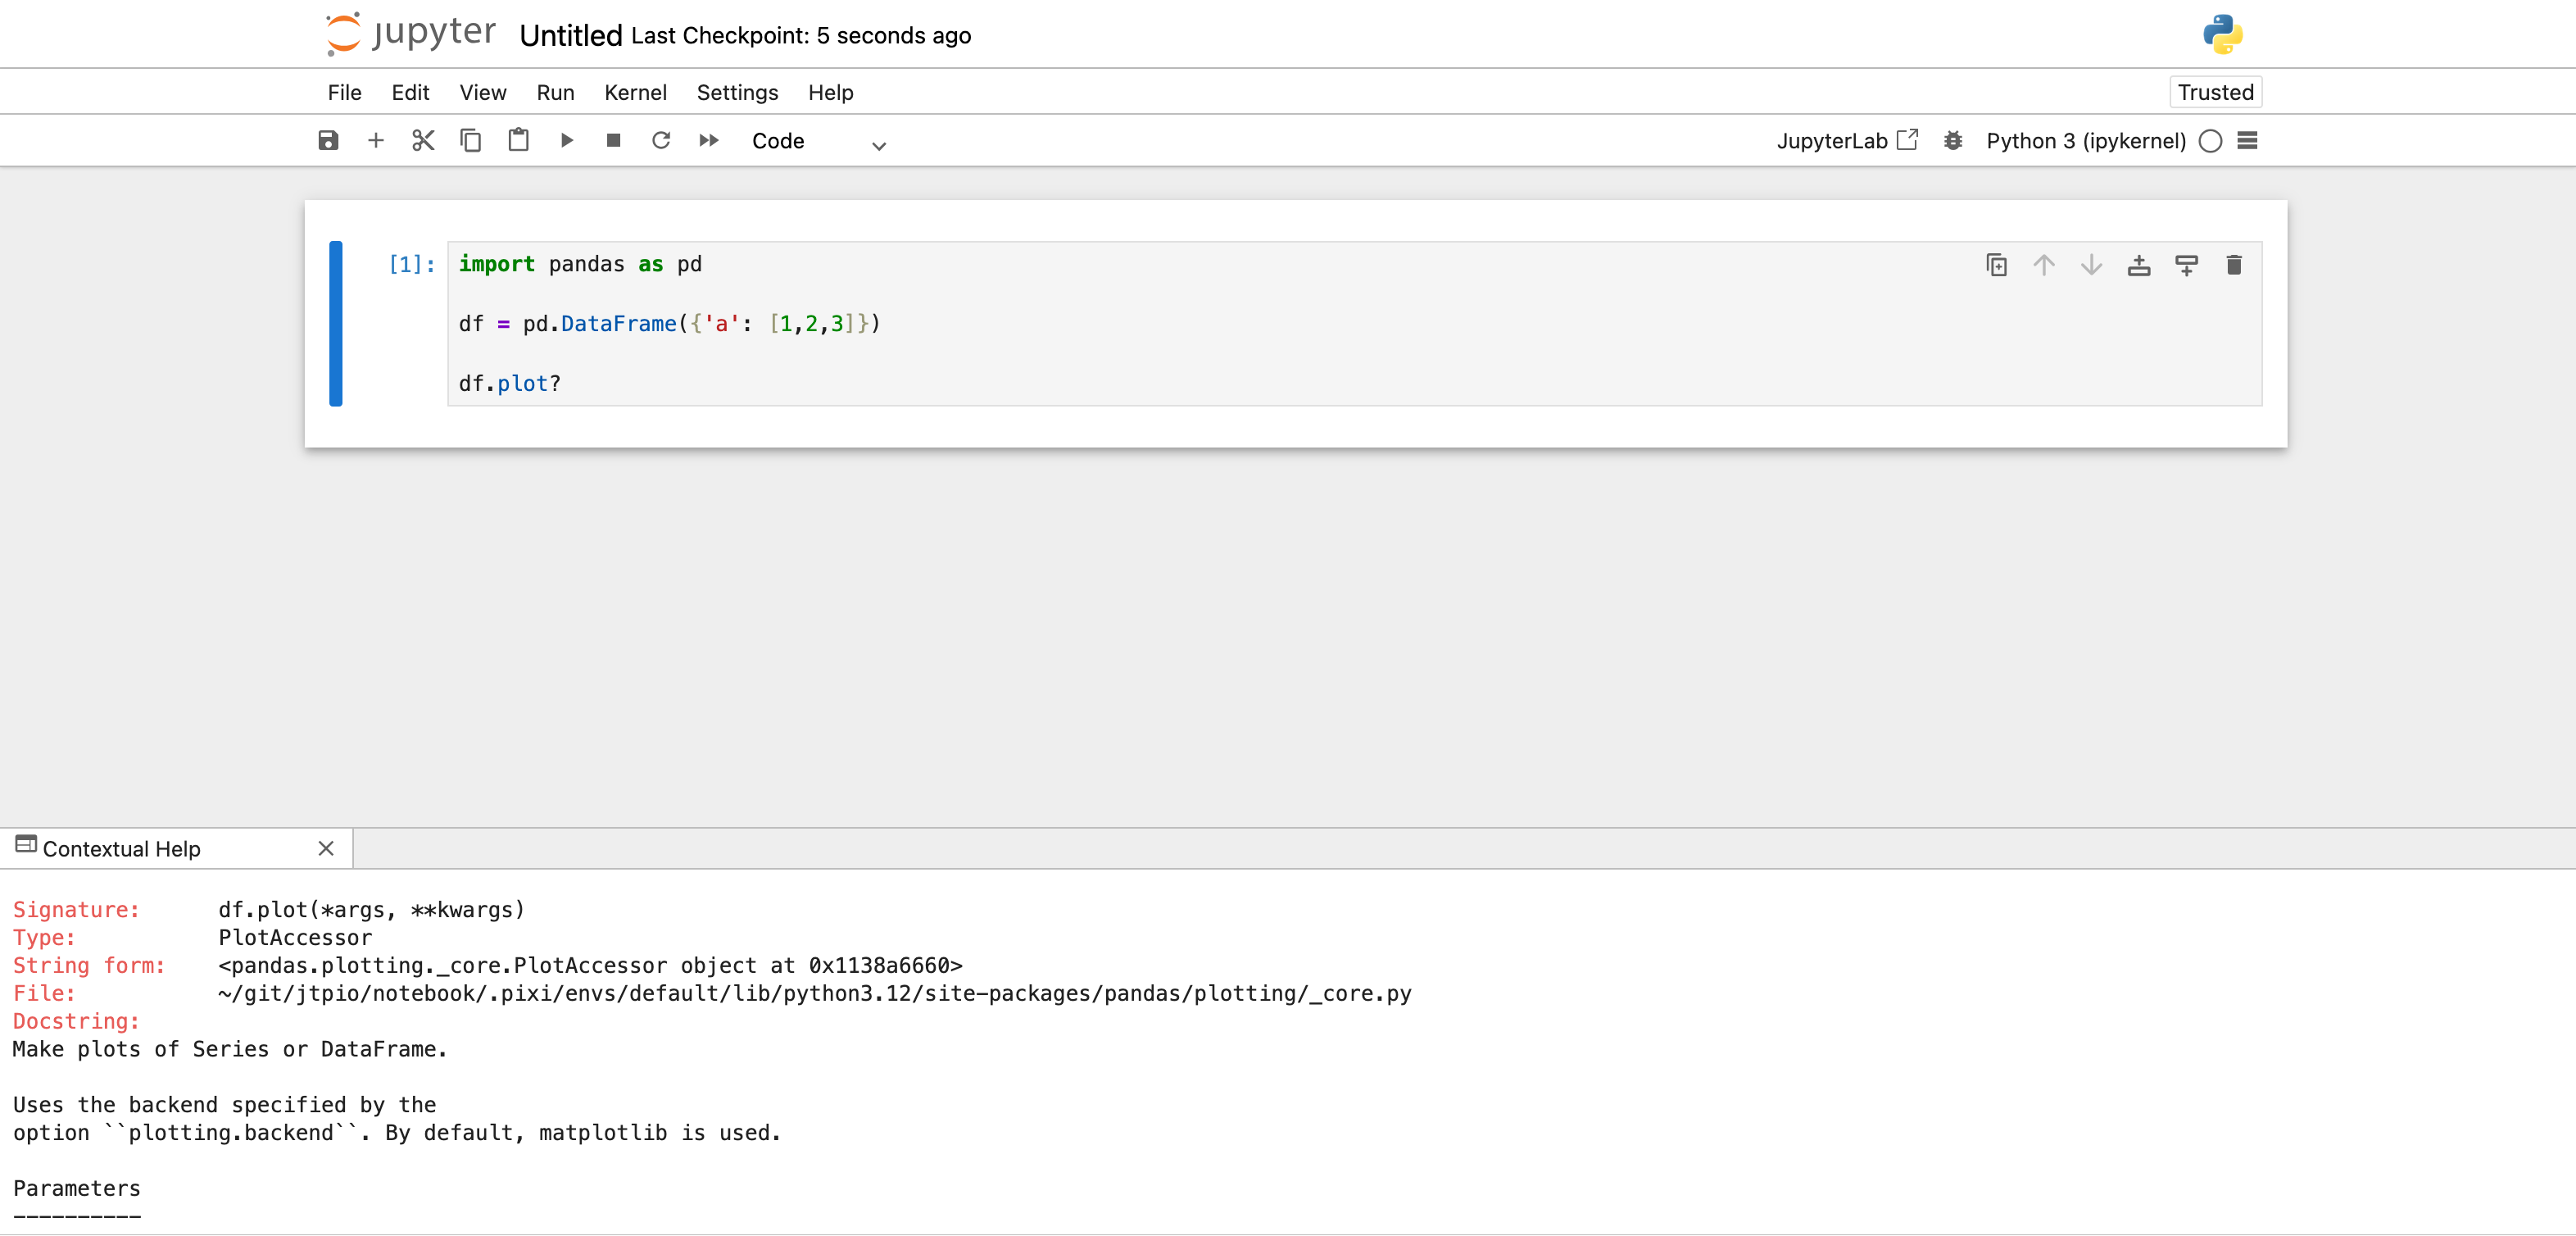 jupyter Untitled Last Checkpoint: 5 seconds ago
File Edit View Run Kernel Settings Help Trusted
Code JupyterLab Python 3 (ipykernel)
[1]: import pandas as pd
df = pd.DataFrame({'a': [1,2,3]})
df.plot?
Contextual Help
Signature: df.plot(*args, **kwargs)
Type: PlotAccessor
String form: <pandas.plotting._core.PlotAccessor object at 0x1138a6660>
File: ~/git/jtpio/notebook/.pixi/envs/default/lib/python3.12/site-packages/pandas/plotting/_core.py
Docstring:
Make plots of Series or DataFrame.
Uses the backend specified by the
option ``plotting.backend``. By default, matplotlib is used.
Parameters
----------